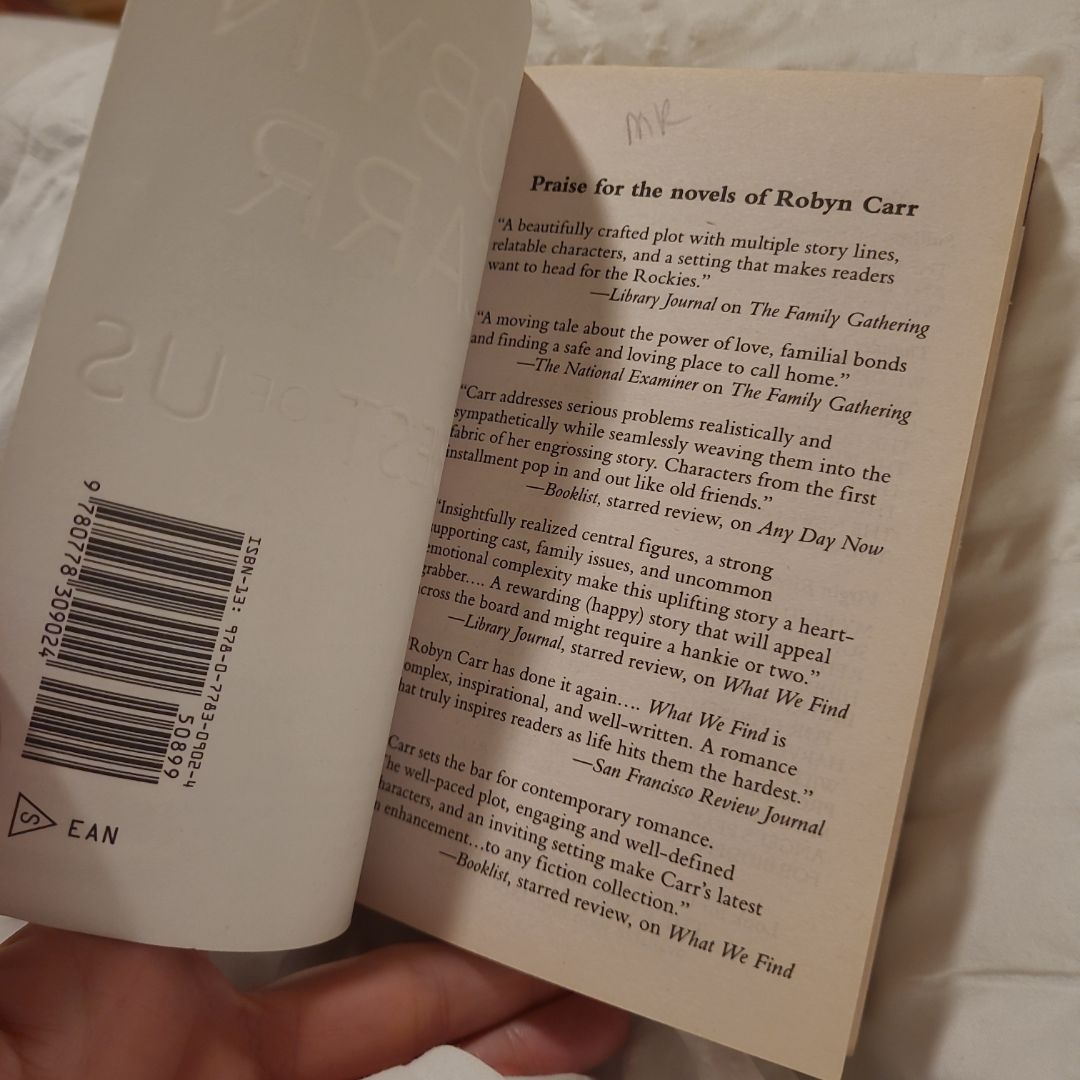 9 780778 309024
ISBN-13: 978-0-7783-0902-4
50899
S
EAN
MR
Praise for the novels of Robyn Carr
“A beautifully crafted plot with multiple story lines,
relatable characters, and a setting that makes readers
want to head for the Rockies.”
—Library Journal on The Family Gathering
“A moving tale about the power of love, familial bonds
and finding a safe and loving place to call home.”
—The National Examiner on The Family Gathering
“Carr addresses serious problems realistically and
sympathetically while seamlessly weaving them into the
fabric of her engrossing story. Characters from the first
installment pop in and out like old friends.”
—Booklist, starred review, on Any Day Now
“Insightfully realized central figures, a strong
upporting cast, family issues, and uncommon
emotional complexity make this uplifting story a heart-
grabber.... A rewarding (happy) story that will appeal
cross the board and might require a hankie or two.”
—Library Journal, starred review, on What We Find
Robyn Carr has done it again.... What We Find is
omplex, inspirational, and well-written. A romance
hat truly inspires readers as life hits them the hardest.”
—San Francisco Review Journal
Carr sets the bar for contemporary romance.
he well-paced plot, engaging and well-defined
haracters, and an inviting setting make Carr’s latest
enhancement...to any fiction collection.”
—Booklist, starred review, on What We Find